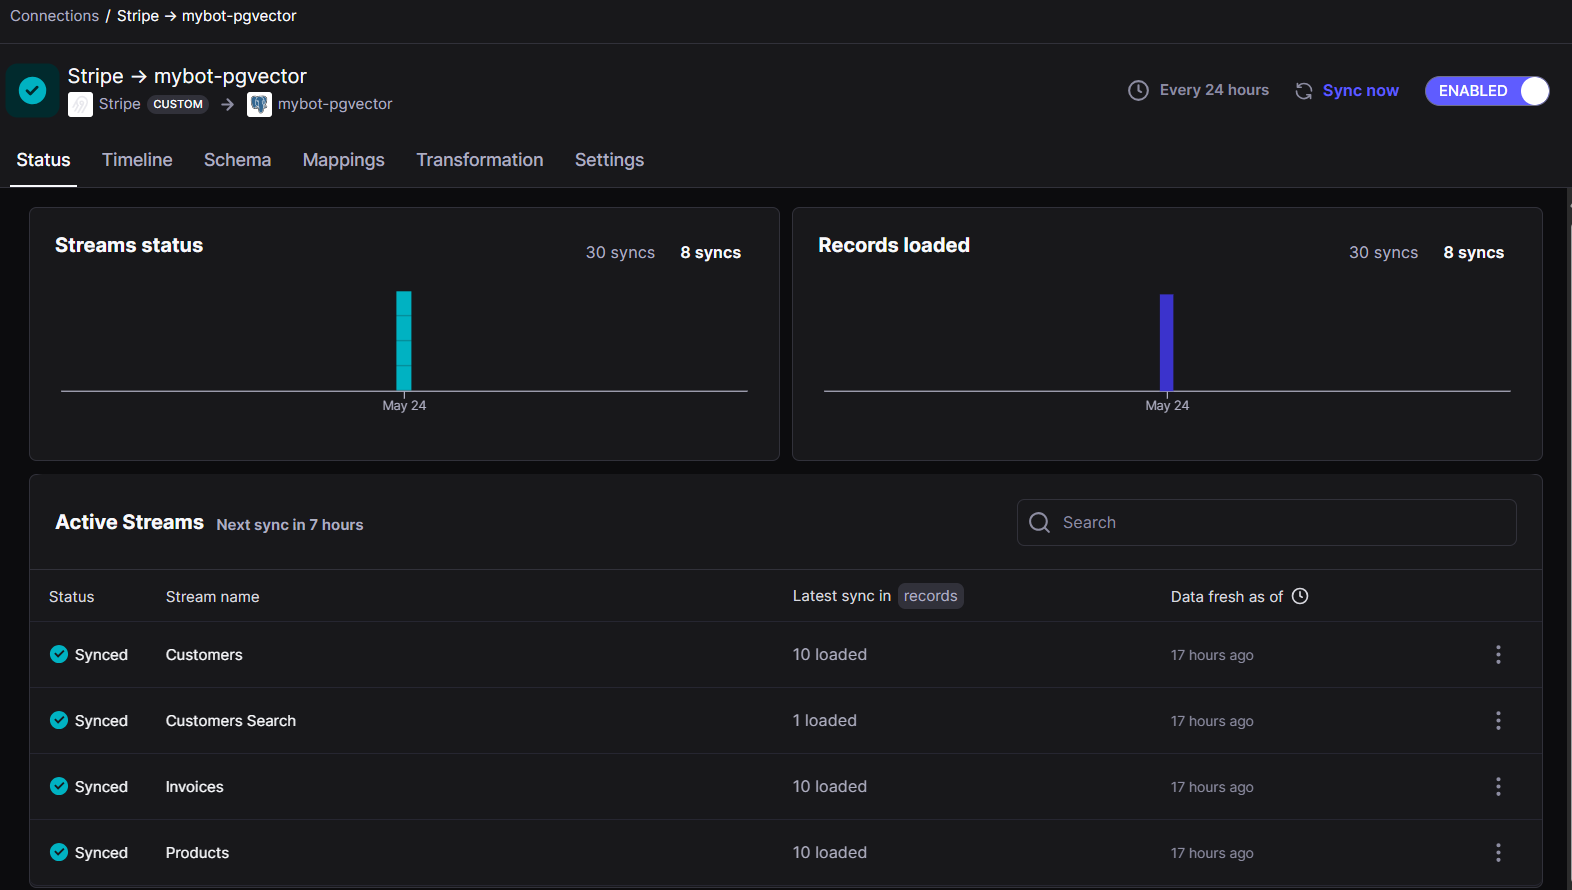 Connections / Stripe → mybot-pgvector
Stripe → mybot-pgvector
Stripe CUSTOM → mybot-pgvector
Every 24 hours
Sync now
ENABLED
Status Timeline Schema Mappings Transformation Settings
Streams status
30 syncs 8 syncs
May 24
Records loaded
30 syncs 8 syncs
May 24
Active Streams Next sync in 7 hours
Search
Status Stream name Latest sync in records Data fresh as of
Synced Customers 10 loaded 17 hours ago
Synced Customers Search 1 loaded 17 hours ago
Synced Invoices 10 loaded 17 hours ago
Synced Products 10 loaded 17 hours ago